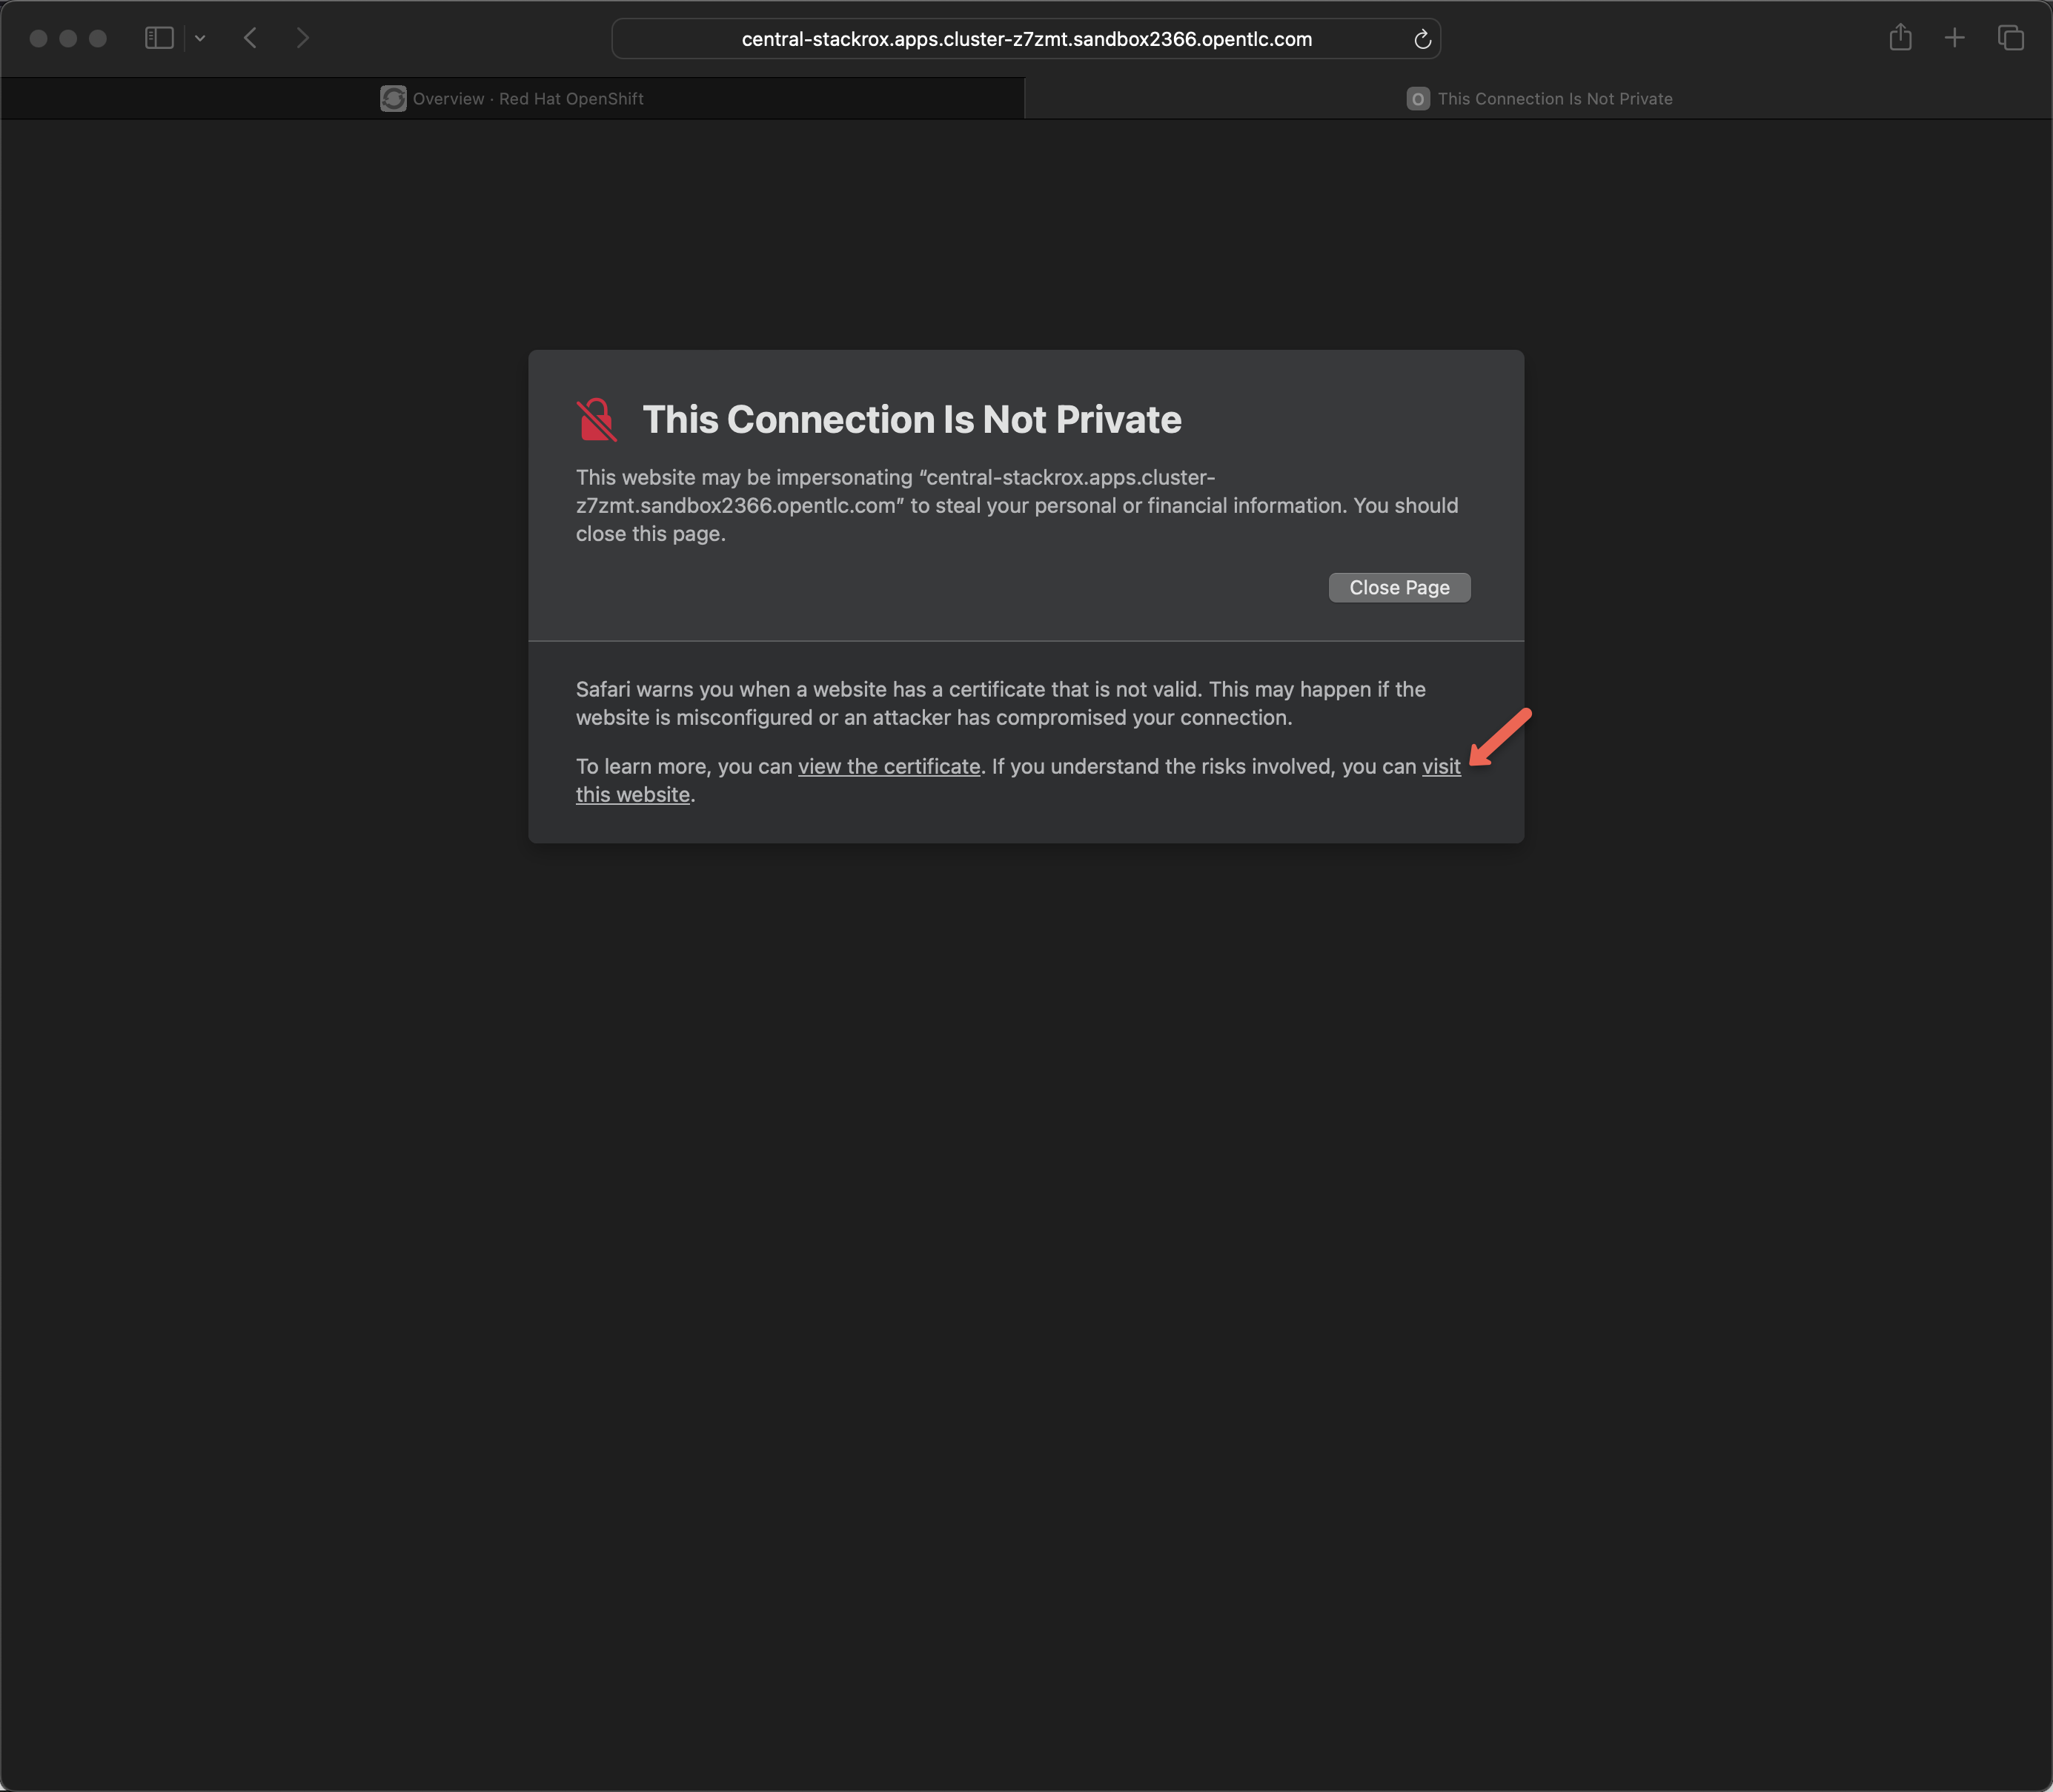 central-stackrox.apps.cluster-z7zmt.sandbox2366.opentlc.com
Overview · Red Hat OpenShift
O This Connection Is Not Private
This Connection Is Not Private
This website may be impersonating “central-stackrox.apps.cluster-
z7zmt.sandbox2366.opentlc.com” to steal your personal or financial information. You should
close this page.
Close Page
Safari warns you when a website has a certificate that is not valid. This may happen if the
website is misconfigured or an attacker has compromised your connection.
To learn more, you can view the certificate. If you understand the risks involved, you can visit
this website.